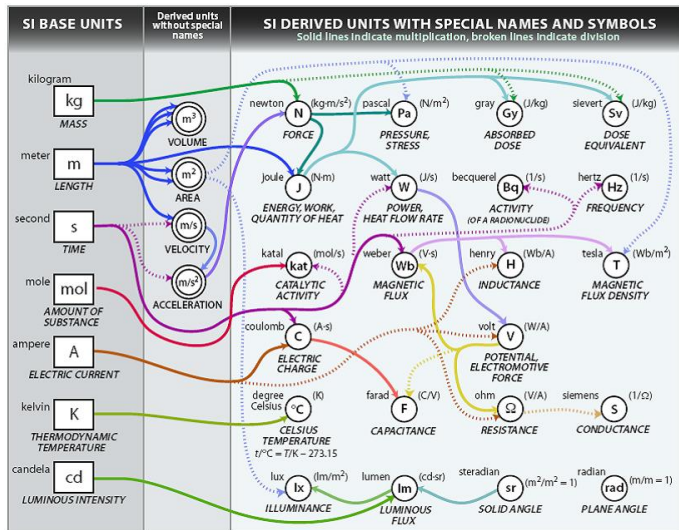 SI BASE UNITS
Derived units
without special
names
SI DERIVED UNITS WITH SPECIAL NAMES AND SYMBOLS
Solid lines indicate multiplication, broken lines indicate division
kilogram
kg
MASS
meter
m
LENGTH
second
s
TIME
mole
mol
AMOUNT OF
SUBSTANCE
ampere
A
ELECTRIC CURRENT
kelvin
K
THERMODYNAMIC
TEMPERATURE
candela
cd
LUMINOUS INTENSITY
m³
VOLUME
m²
AREA
m/s
VELOCITY
m/s²
ACCELERATION
newton N (kg·m/s²)
FORCE
pascal Pa (N/m²)
PRESSURE,
STRESS
gray Gy (J/kg)
ABSORBED
DOSE
sievert Sv (J/kg)
DOSE
EQUIVALENT
joule J (N·m)
ENERGY, WORK,
QUANTITY OF HEAT
watt W (J/s)
POWER,
HEAT FLOW RATE
becquerel Bq (1/s)
ACTIVITY
(OF A RADIONUCLIDE)
hertz Hz (1/s)
FREQUENCY
katal kat (mol/s)
CATALYTIC
ACTIVITY
weber Wb (V·s)
MAGNETIC
FLUX
henry H (Wb/A)
INDUCTANCE
tesla T (Wb/m²)
MAGNETIC
FLUX DENSITY
coulomb C (A·s)
ELECTRIC
CHARGE
volt V (W/A)
POTENTIAL,
ELECTROMOTIVE
FORCE
degree
Celsius °C (K)
CELSIUS
TEMPERATURE
t/°C = T/K – 273.15
farad F (C/V)
CAPACITANCE
ohm Ω (V/A)
RESISTANCE
siemens S (1/Ω)
CONDUCTANCE
lux lx (lm/m²)
ILLUMINANCE
lumen lm (cd·sr)
LUMINOUS
FLUX
steradian sr (m²/m² = 1)
SOLID ANGLE
radian rad (m/m = 1)
PLANE ANGLE